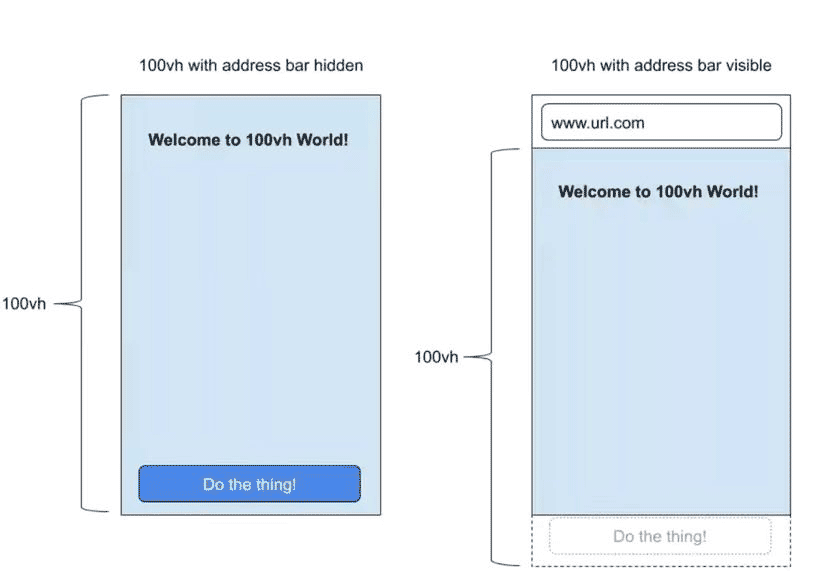 100vh with address bar hidden
Welcome to 100vh World!
100vh
Do the thing!
100vh with address bar visible
www.url.com
Welcome to 100vh World!
100vh
Do the thing!